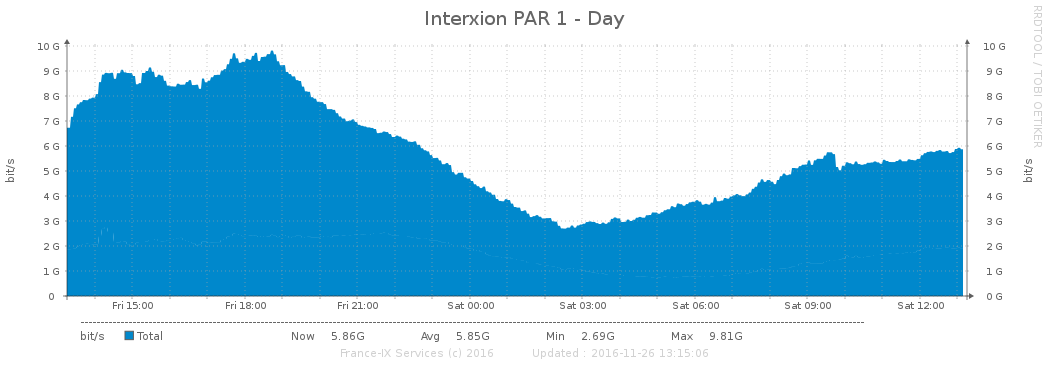 Interxion PAR 1 - Day
RRDTOOL / TOBI OETIKER
bit/s
10 G
9 G
8 G
7 G
6 G
5 G
4 G
3 G
2 G
1 G
0
10 G
9 G
8 G
7 G
6 G
5 G
4 G
3 G
2 G
1 G
0 G
bit/s
Fri 15:00 Fri 18:00 Fri 21:00 Sat 00:00 Sat 03:00 Sat 06:00 Sat 09:00 Sat 12:00
bit/s Total Now 5.86G Avg 5.85G Min 2.69G Max 9.81G
France-IX Services (c) 2016 Updated : 2016-11-26 13:15:06